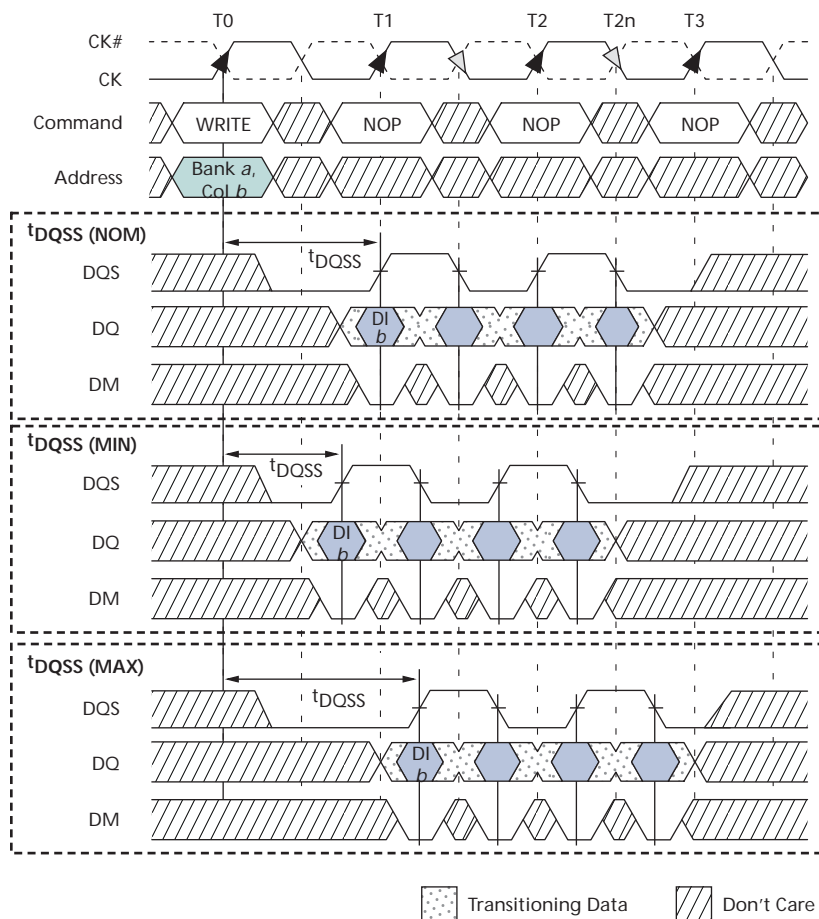 T0 T1 T2 T2n T3
CK#
CK
Command WRITE NOP NOP NOP
Address Bank a,
Col b
tDQSS (NOM)
tDQSS
DQS
DQ DI
b
DM
tDQSS (MIN)
tDQSS
DQS
DQ DI
b
DM
tDQSS (MAX)
tDQSS
DQS
DQ DI
b
DM
Transitioning Data Don't Care